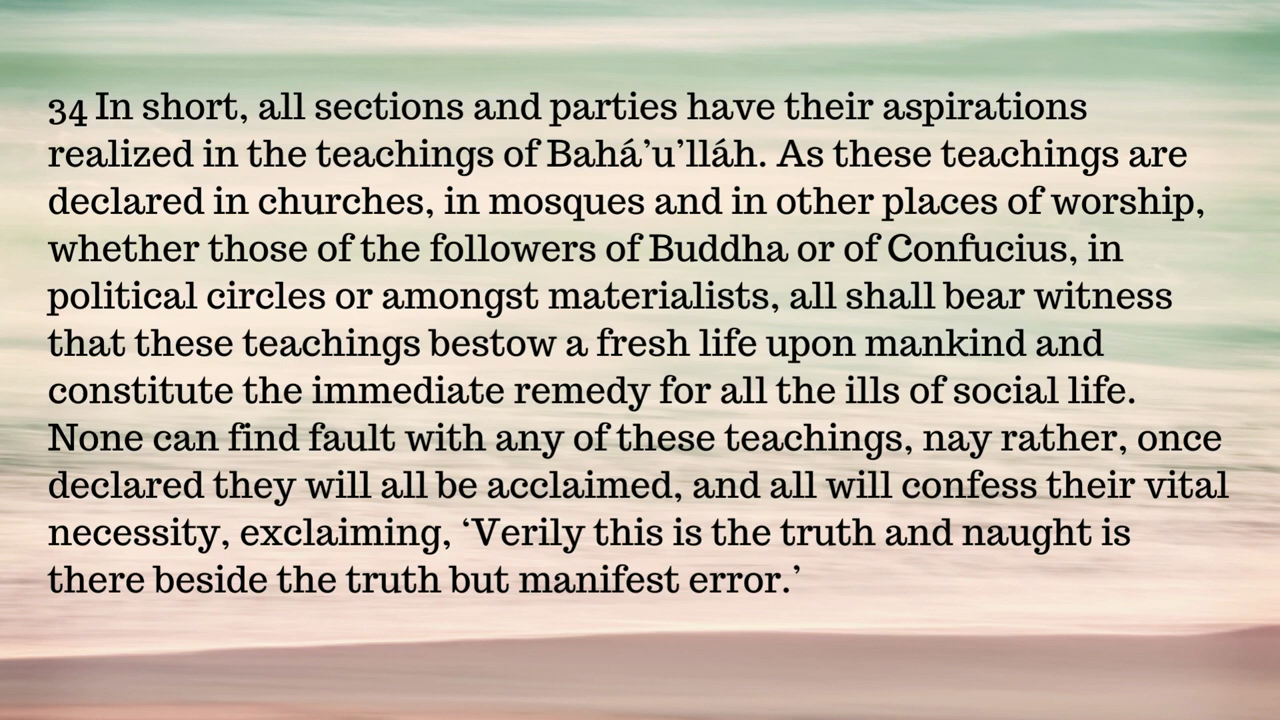 34 In short, all sections and parties have their aspirations
realized in the teachings of Bahá’u’lláh. As these teachings are
declared in churches, in mosques and in other places of worship,
whether those of the followers of Buddha or of Confucius, in
political circles or amongst materialists, all shall bear witness
that these teachings bestow a fresh life upon mankind and
constitute the immediate remedy for all the ills of social life.
None can find fault with any of these teachings, nay rather, once
declared they will all be acclaimed, and all will confess their vital
necessity, exclaiming, ‘Verily this is the truth and naught is
there beside the truth but manifest error.’